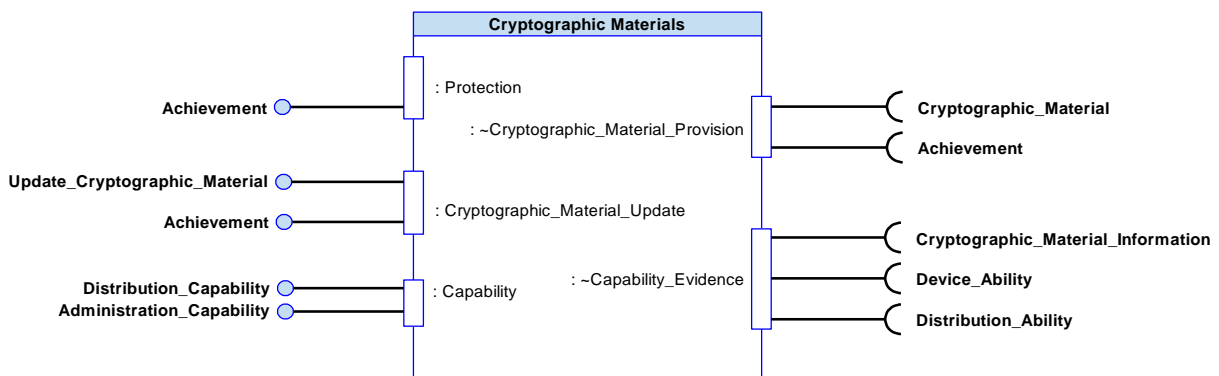 Cryptographic Materials
Achievement
: Protection
: ~Cryptographic_Material_Provision
Cryptographic_Material
Achievement
Update_Cryptographic_Material
Achievement
: Cryptographic_Material_Update
Cryptographic_Material_Information
Distribution_Capability
Administration_Capability
: Capability
: ~Capability_Evidence
Device_Ability
Distribution_Ability